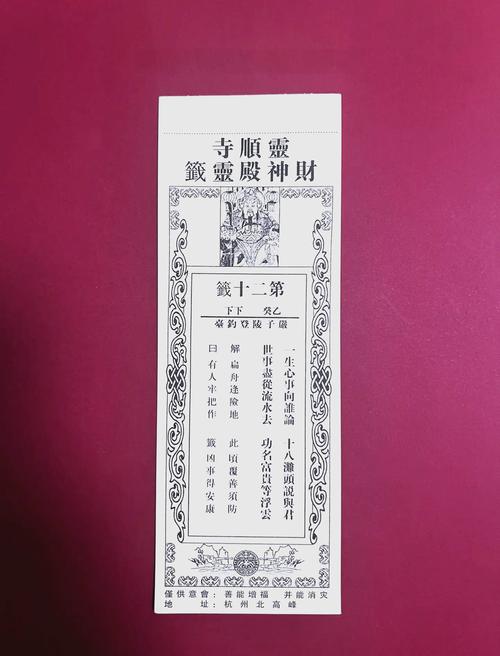 靈順寺
財神殿靈籤
第二十籤
乙癸 下下
嚴子陵登釣臺
一生心事向誰論 十八灘頭説與君
世事盡從流水去 功名富貴等浮雲
解 扁舟逢險地 此頃覆善須防
曰 有人牢把作 籤凶事得安康
僅供意會：善能增福 并能消灾
地 址：杭州北高峰